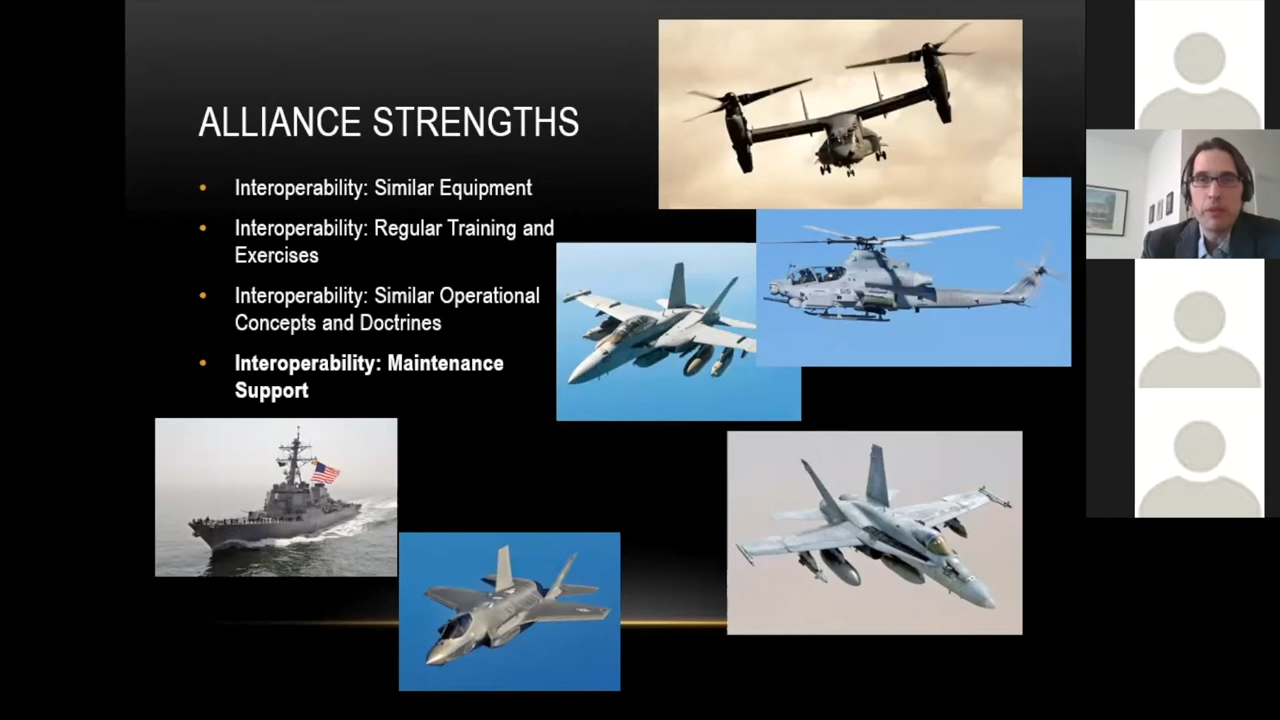 ALLIANCE STRENGTHS
• Interoperability: Similar Equipment
• Interoperability: Regular Training and
Exercises
• Interoperability: Similar Operational
Concepts and Doctrines
• Interoperability: Maintenance
Support